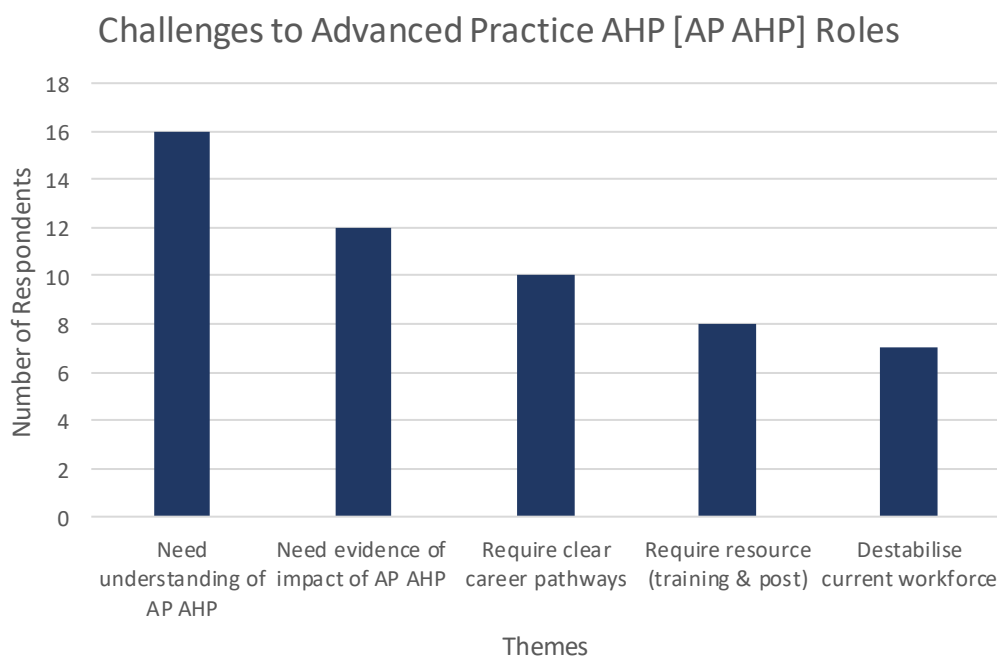 Challenges to Advanced Practice AHP [AP AHP] Roles
Number of Respondents
18
16
14
12
10
8
6
4
2
0
Need
understanding of
AP AHP
Need evidence of
impact of AP AHP
Require clear
career pathways
Require resource
(training & post)
Destabilise
current workforce
Themes